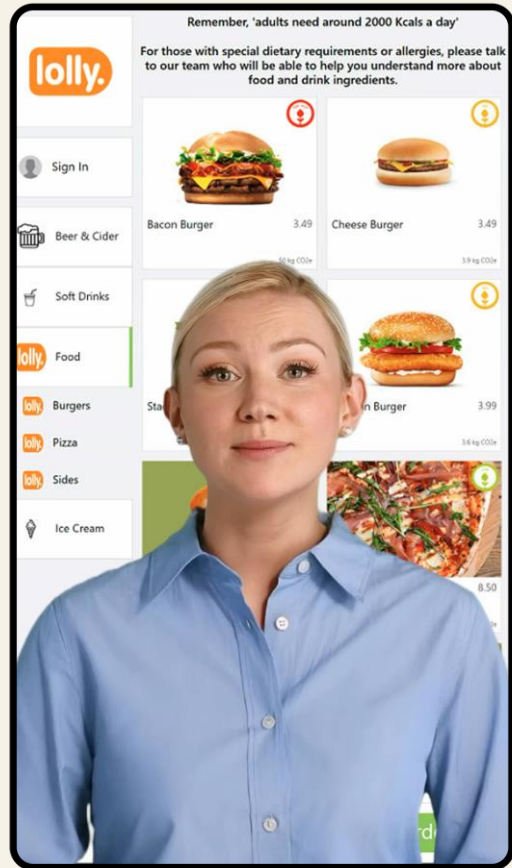 Remember, 'adults need around 2000 Kcals a day'
For those with special dietary requirements or allergies, please talk
to our team who will be able to help you understand more about
food and drink ingredients.
lolly.
Sign In
Beer & Cider
Soft Drinks
lolly. Food
lolly. Burgers
lolly. Pizza
lolly. Sides
Ice Cream
Bacon Burger 3.49
Cheese Burger 3.49
3.9 kg CO2e
Burger 3.99
3.6 kg CO2e
8.50